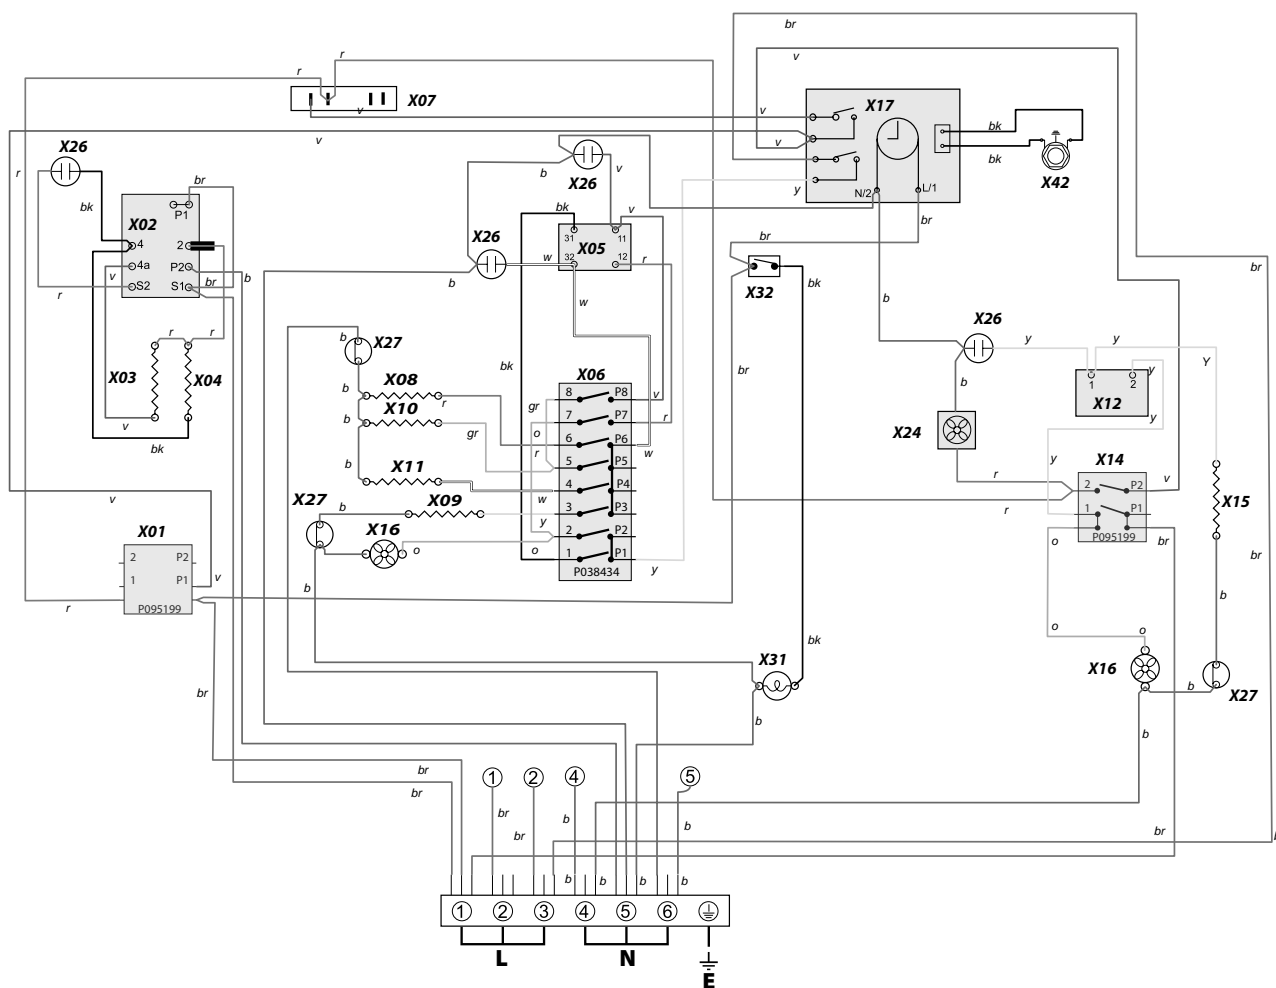 br
v
r
r
X07
v
v
v
v
X17
bk
bk
X42
y
N/2
L/1
X26
r
bk
br
P1
X02
4
2
4a
P2
S2
S1
v
br
b
r
r
r
X03
X04
v
bk
b
X26
v
bk
v
X26
31
11
X05
32
12
w
r
b
w
br
br
X32
bk
b
X26
y
y
Y
y
1
2
X12
y
b
X24
b
X27
b
X08
r
X10
b
gr
b
X11
w
X09
b
y
X27
X16
o
b
bk
X06
gr
o
r
o
8
P8
7
P7
6
P6
5
P5
4
P4
3
P3
2
P2
1
P1
P038434
v
r
w
y
br
r
y
r
X14
2
P2
1
P1
P095199
v
o
br
X15
br
b
v
X01
2
P2
1
P1
P095199
v
r
br
X31
bk
b
o
o
X16
b
X27
b
br
br
1
2
4
5
br
br
b
b
b
b
b
b
br
b
1
2
3
4
5
6
L
N
E